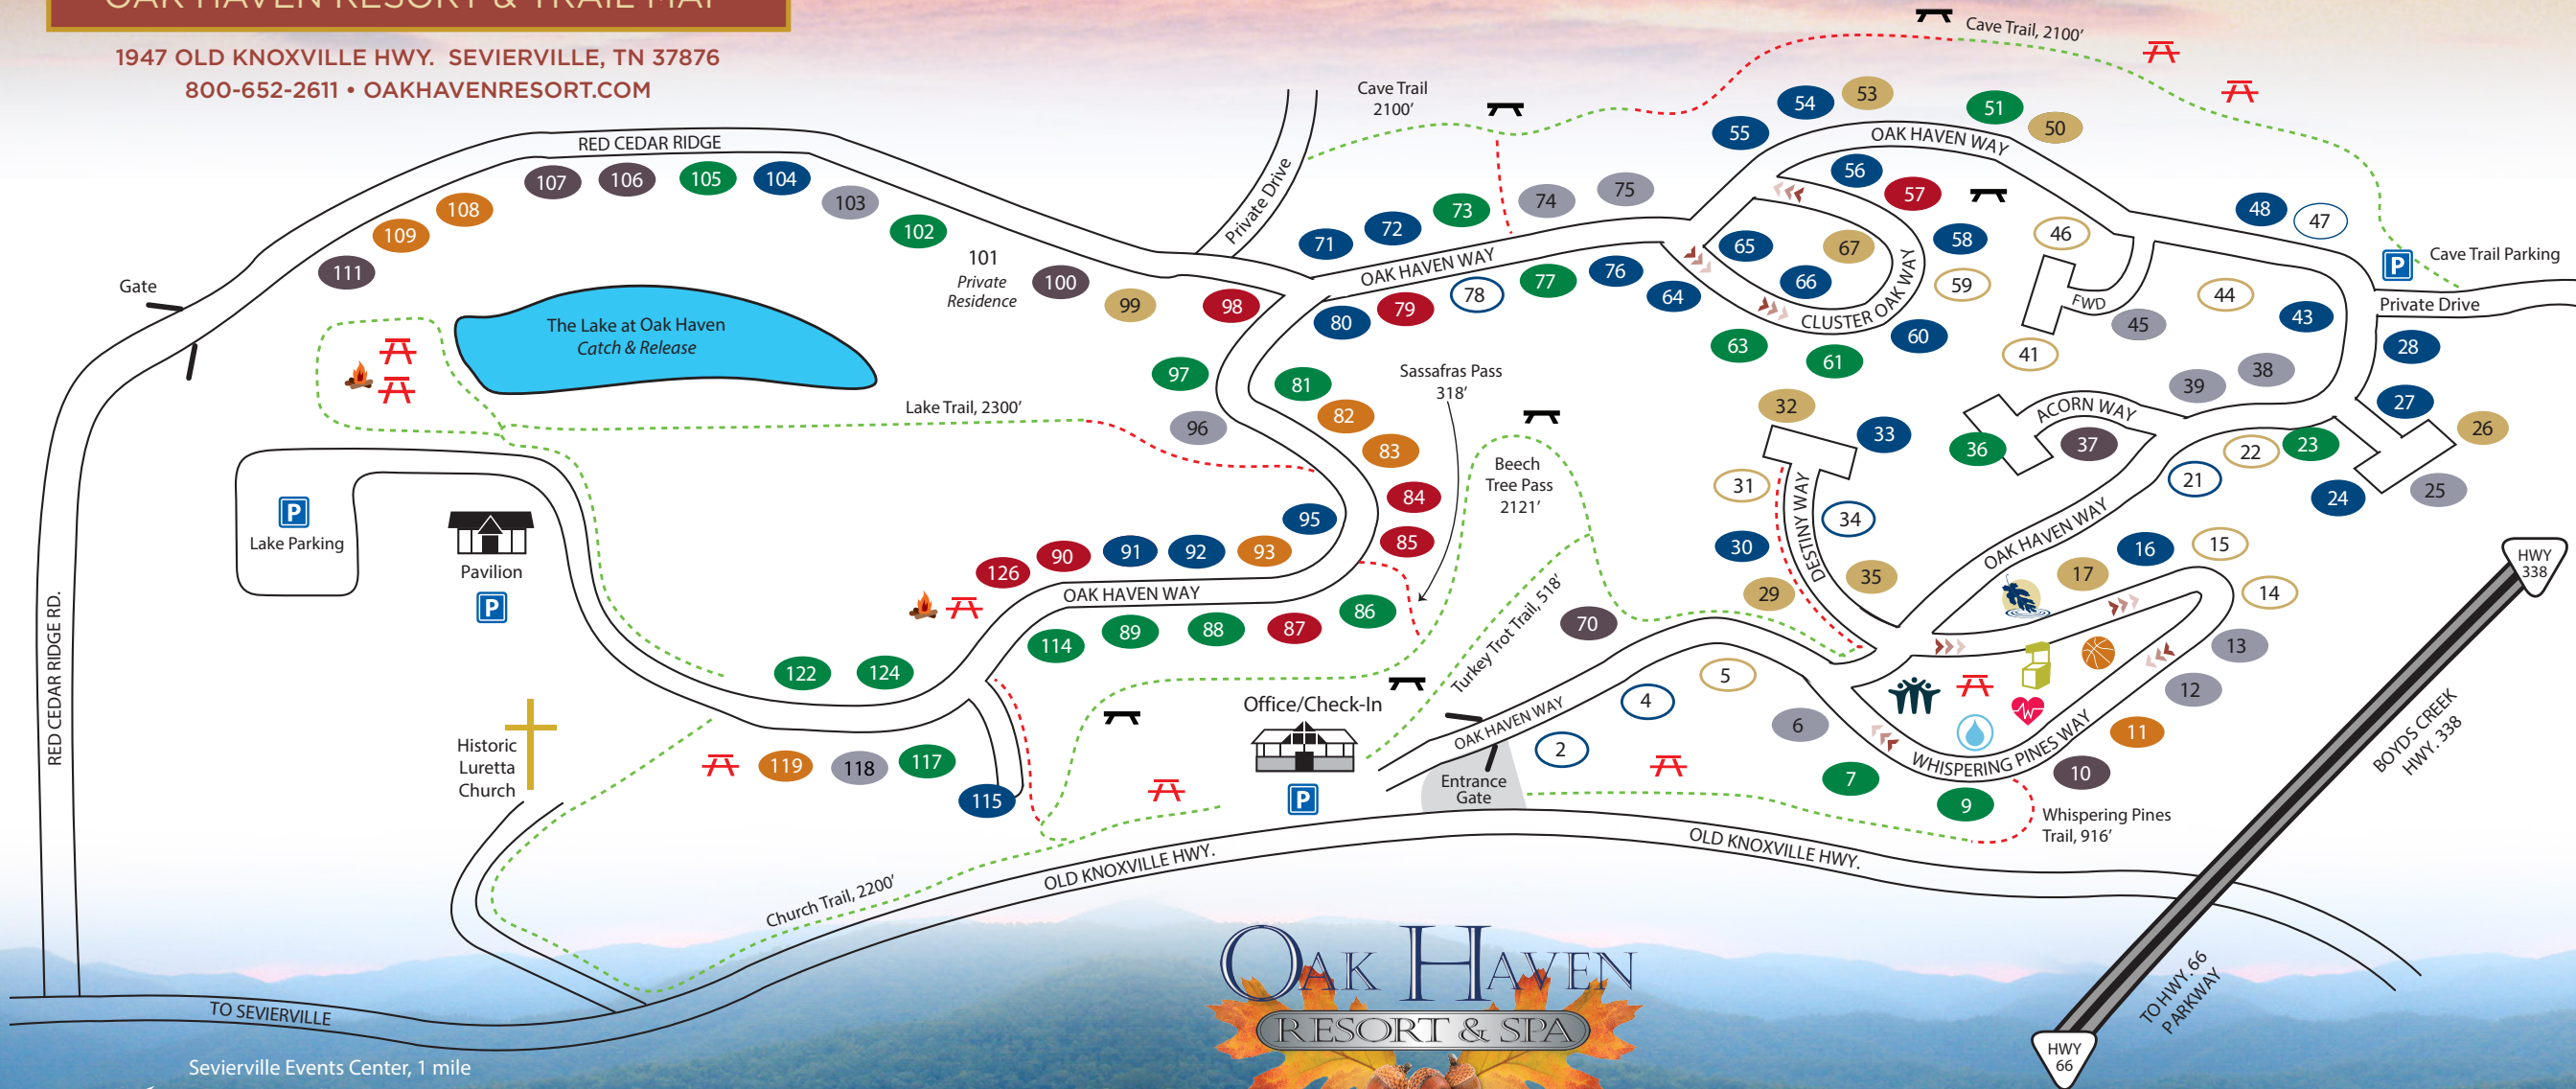 OAK HAVEN RESORT & TRAIL MAP
1947 OLD KNOXVILLE HWY. SEVIERVILLE, TN 37876
800-652-2611 • OAKHAVENRESORT.COM
Cave Trail, 2100'
Cave Trail
2100'
RED CEDAR RIDGE
Private Drive
OAK HAVEN WAY
54
53
51
50
55
56
57
107
106
105
104
103
108
109
102
111
101
Private
Residence
100
99
98
Gate
71
72
73
74
75
OAK HAVEN WAY
80
79
78
77
76
64
65
67
66
58
59
60
CLUSTER OAK WAY
63
61
46
48
47
P
Cave Trail Parking
Private Drive
FWD
45
44
43
41
28
39
38
27
26
The Lake at Oak Haven
Catch & Release
97
81
82
96
83
Lake Trail, 2300'
Sassafras Pass
318'
32
33
ACORN WAY
36
37
22
23
21
24
25
Beech
Tree Pass
2121'
84
85
31
34
DESTINY WAY
30
29
35
OAK HAVEN WAY
16
15
17
14
13
12
11
10
P
Lake Parking
Pavilion
P
95
93
92
91
90
126
OAK HAVEN WAY
114
89
88
87
86
Turkey Trot Trail, 518'
70
HWY
338
RED CEDAR RIDGE RD.
122
124
5
4
2
6
7
9
WHISPERING PINES WAY
Office/Check-In
P
OAK HAVEN WAY
Entrance
Gate
Historic
Luretta
Church
119
118
117
115
Whispering Pines
Trail, 916'
BOYDS CREEK
HWY. 338
OLD KNOXVILLE HWY.
OLD KNOXVILLE HWY.
Church Trail, 2200'
TO SEVIERVILLE
Sevierville Events Center, 1 mile
OAK HAVEN
RESORT & SPA
TO HWY. 66
PARKWAY
HWY
66